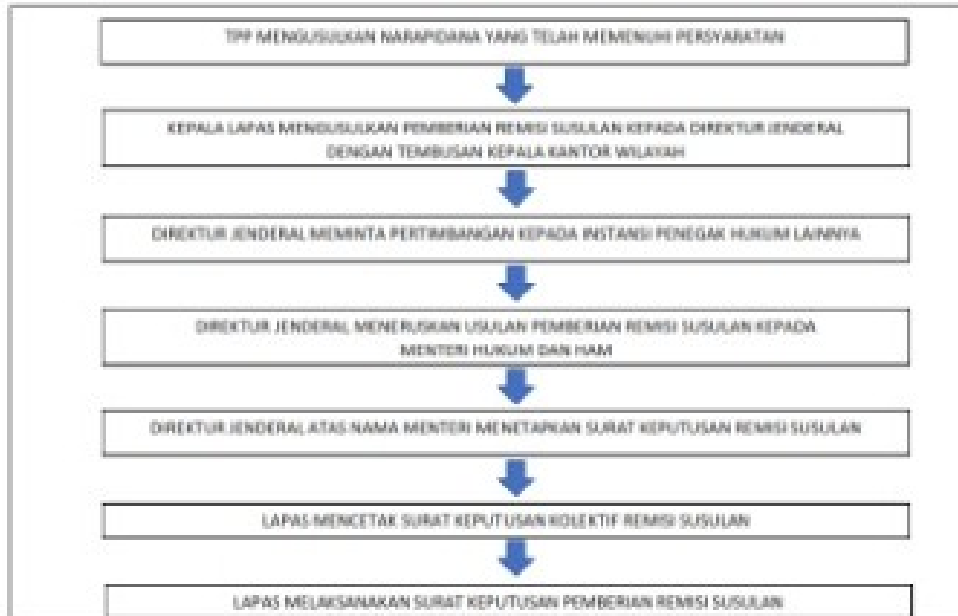 TPP MENGUSULKAN NARAPIDANA YANG TELAH MEMENUHI PERSYARATAN
KEPALA LAPAS MENGUSULKAN PEMBERIAN REMISI SUSULAN KEPADA DIREKTUR JENDERAL
DENGAN TEMBUSAN KEPALA KANTOR WILAYAH
DIREKTUR JENDERAL MEMINTA PERTIMBANGAN KEPADA INSTANSI PENEGAK HUKUM LAINNYA
DIREKTUR JENDERAL MENERUSKAN USULAN PEMBERIAN REMISI SUSULAN KEPADA
MENTERI HUKUM DAN HAM
DIREKTUR JENDERAL ATAS NAMA MENTERI MENETAPKAN SURAT KEPUTUSAN REMISI SUSULAN
LAPAS MENCETAK SURAT KEPUTUSAN KOLEKTIF REMISI SUSULAN
LAPAS MELAKSANAKAN SURAT KEPUTUSAN PEMBERIAN REMISI SUSULAN